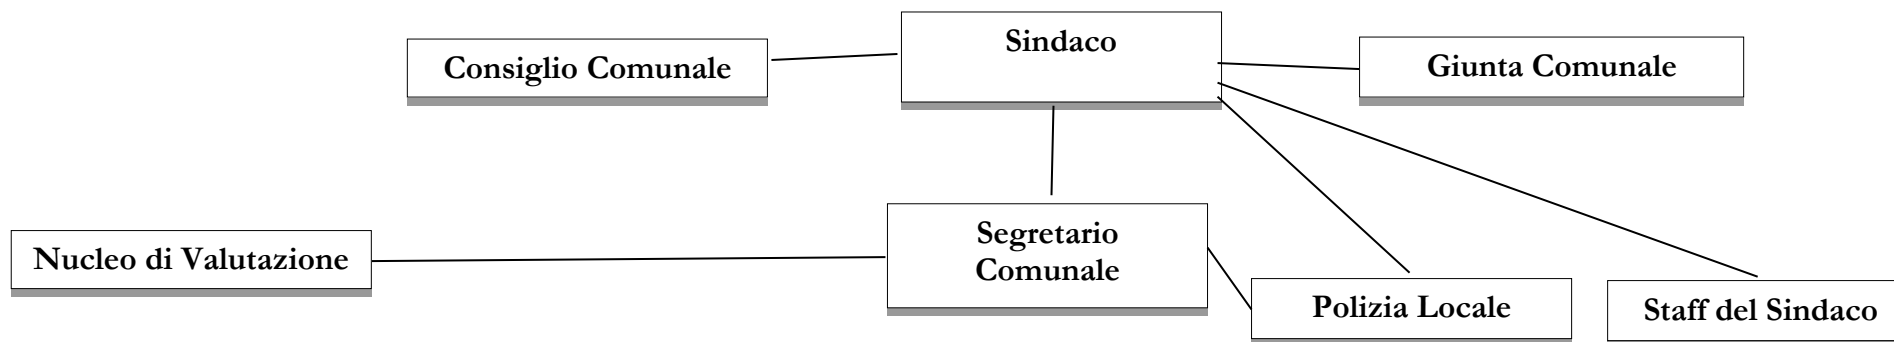 Sindaco
Consiglio Comunale
Giunta Comunale
Segretario
Comunale
Nucleo di Valutazione
Polizia Locale
Staff del Sindaco